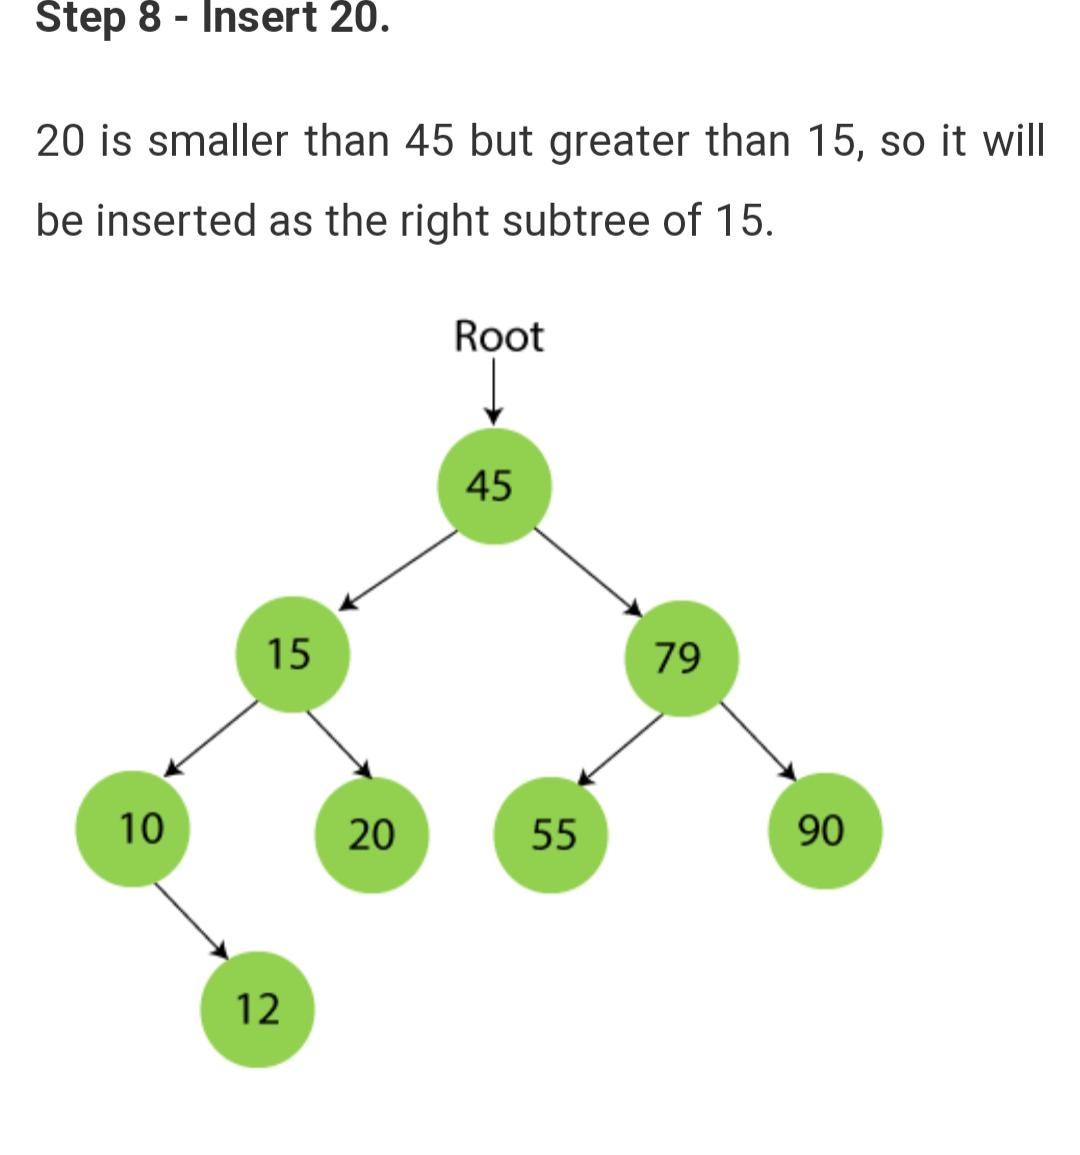 Step 8 - Insert 20.
20 is smaller than 45 but greater than 15, so it will
be inserted as the right subtree of 15.
Root
45
15
79
10
20
55
90
12